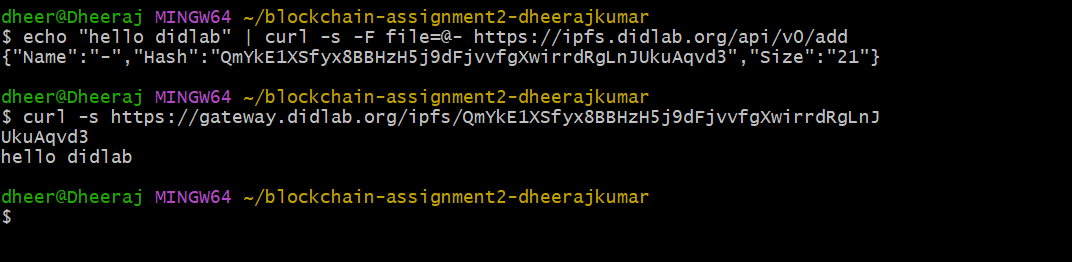 dheer@Dheeraj MINGW64 ~/blockchain-assignment2-dheerajkumar
$ echo "hello didlab" | curl -s -F file=@- https://ipfs.didlab.org/api/v0/add
{"Name":"-","Hash":"QmYkE1XSfyx8BBHzH5j9dFjvvfgXwirrdRgLnJUkuAqvd3","Size":"21"}
dheer@Dheeraj MINGW64 ~/blockchain-assignment2-dheerajkumar
$ curl -s https://gateway.didlab.org/ipfs/QmYkE1XSfyx8BBHzH5j9dFjvvfgXwirrdRgLnJ
UkuAqvd3
hello didlab
dheer@Dheeraj MINGW64 ~/blockchain-assignment2-dheerajkumar
$